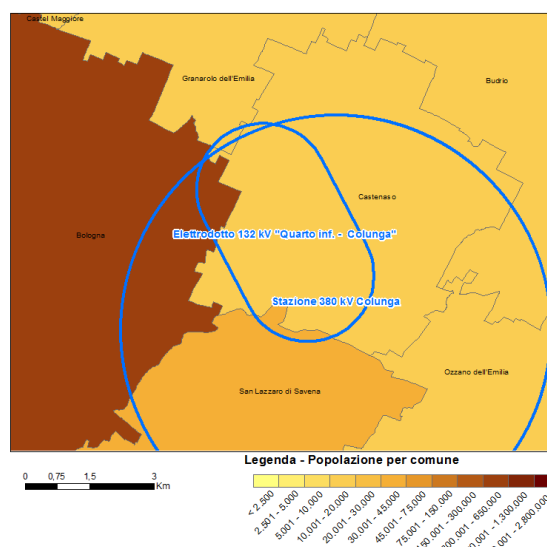 Castel Maggiore
Granarolo dell'Emilia
Budrio
Castenaso
Bologna
Elettrodotto 132 kV "Quarto inf. - Colunga"
Stazione 380 kV Colunga
Ozzano dell'Emilia
San Lazzaro di Savena
Legenda - Popolazione per comune
0 0,75 1,5 3
Km
< 2.500
2.501 - 5.000
5.001 - 10.000
10.001 - 20.000
20.001 - 30.000
30.001 - 45.000
45.001 - 75.000
75.001 - 150.000